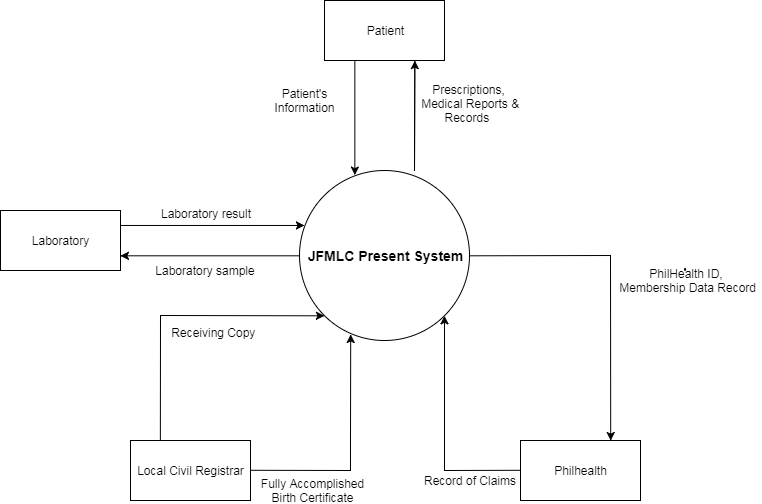 Patient
Patient's
Information
Prescriptions,
Medical Reports &
Records
Laboratory result
Laboratory
JFMLC Present System
Laboratory sample
PhilHealth ID,
Membership Data Record
Receiving Copy
Local Civil Registrar
Fully Accomplished
Birth Certificate
Record of Claims
Philhealth